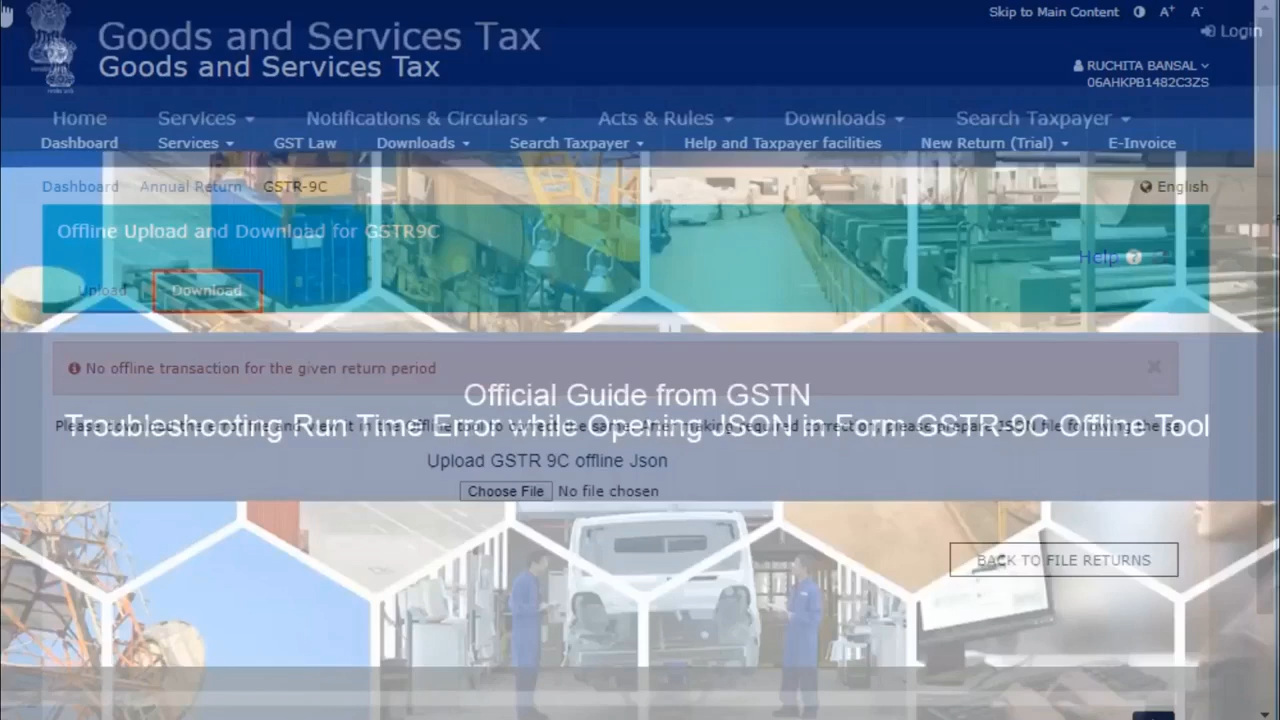 Skip to Main Content A+ A-
Goods and Services Tax
Login
Goods and Services Tax
RUCHITA BANSAL
06AHKPB1482C3ZS
Home Services Notifications & Circulars Acts & Rules Downloads Search Taxpayer
Dashboard Services GST Law Downloads Search Taxpayer Help and Taxpayer facilities New Return (Trial) E-Invoice
Dashboard Annual Return GSTR-9C
English
Offline Upload and Download for GSTR9C
Help ?
Upload Download
No offline transaction for the given return period
Official Guide from GSTN
Troubleshooting Run Time Error while Opening JSON in Form GSTR-9C Offline Tool
Upload GSTR 9C offline Json
Choose File No file chosen
BACK TO FILE RETURNS